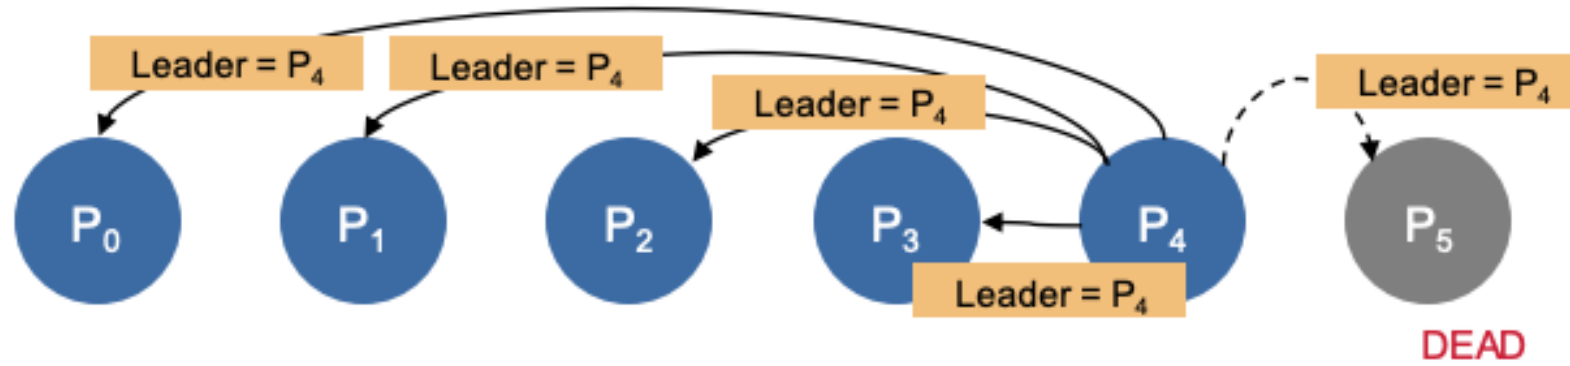 Leader = P₄
Leader = P₄
Leader = P₄
Leader = P₄
P₀
P₁
P₂
P₃
P₄
P₅
Leader = P₄
DEAD